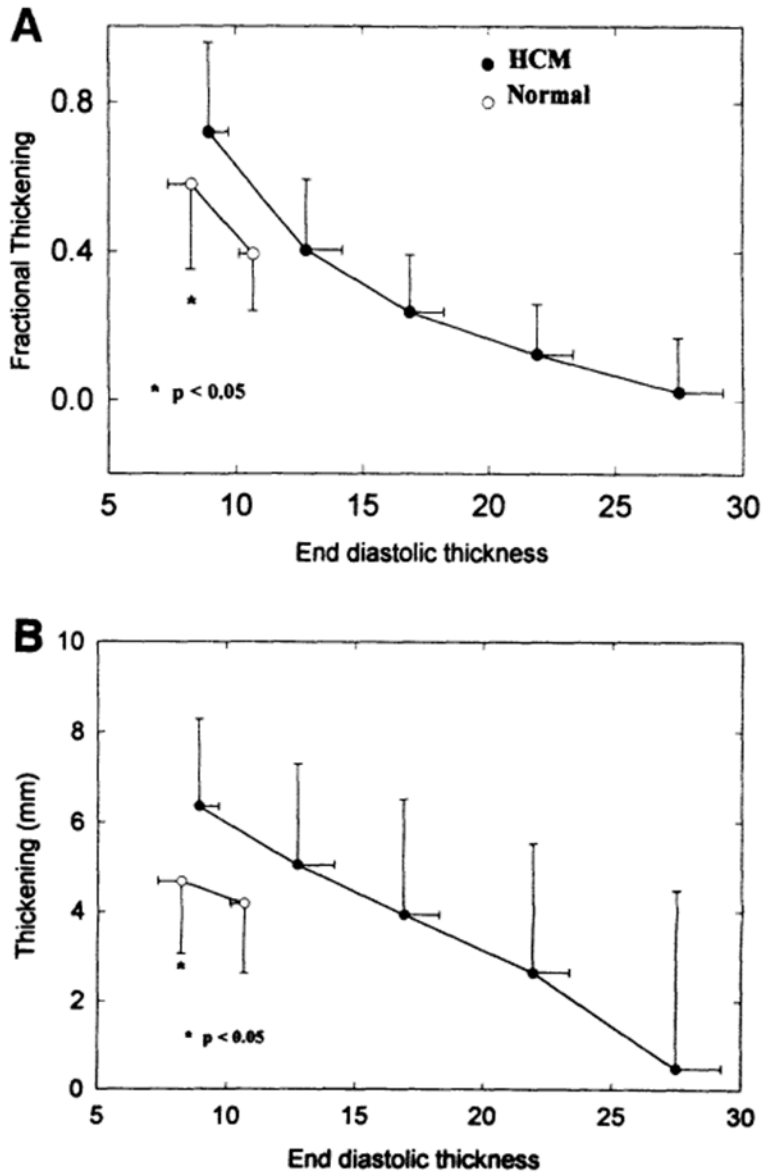 A
HCM
Normal
0.8
0.4
0.0
Fractional Thickening
*
* p < 0.05
5 10 15 20 25 30
End diastolic thickness
B
10
8
6
4
2
0
Thickening (mm)
*
* p < 0.05
5 10 15 20 25 30
End diastolic thickness